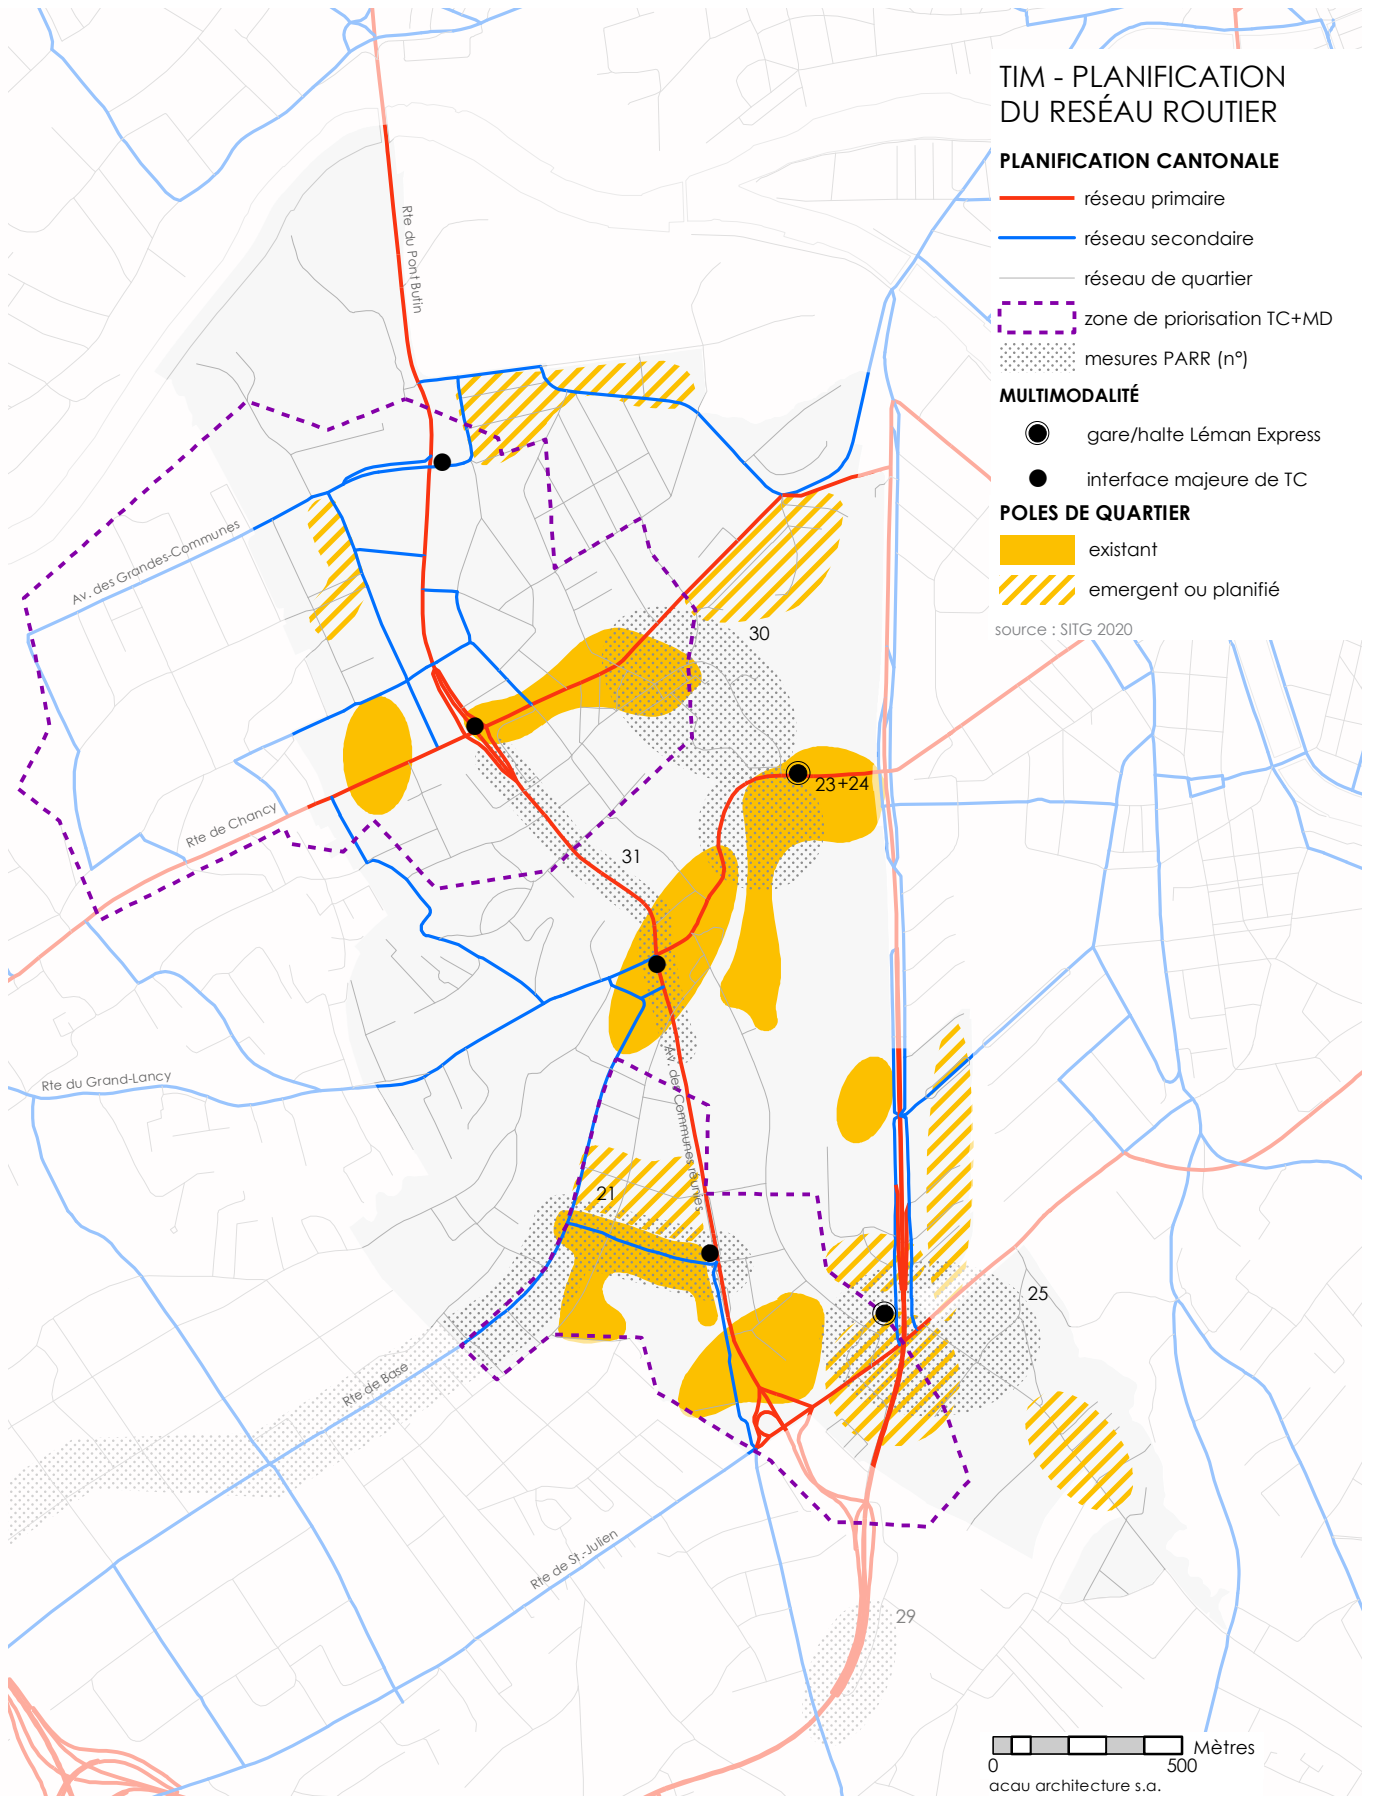 TIM - PLANIFICATION
DU RESÉAU ROUTIER
PLANIFICATION CANTONALE
réseau primaire
réseau secondaire
réseau de quartier
zone de priorisation TC+MD
mesures PARR (n°)
MULTIMODALITÉ
gare/halte Léman Express
interface majeure de TC
POLES DE QUARTIER
existant
emergent ou planifié
source : SITG 2020
Rte du Pont Butin
Av. des Grandes-Communes
30
23+24
Rte de Chancy
31
Rte du Grand-Lancy
Av. des Communes réunies
21
25
Rte de Base
Rte de St.-Julien
29
Mètres
0 500
acau architecture s.a.